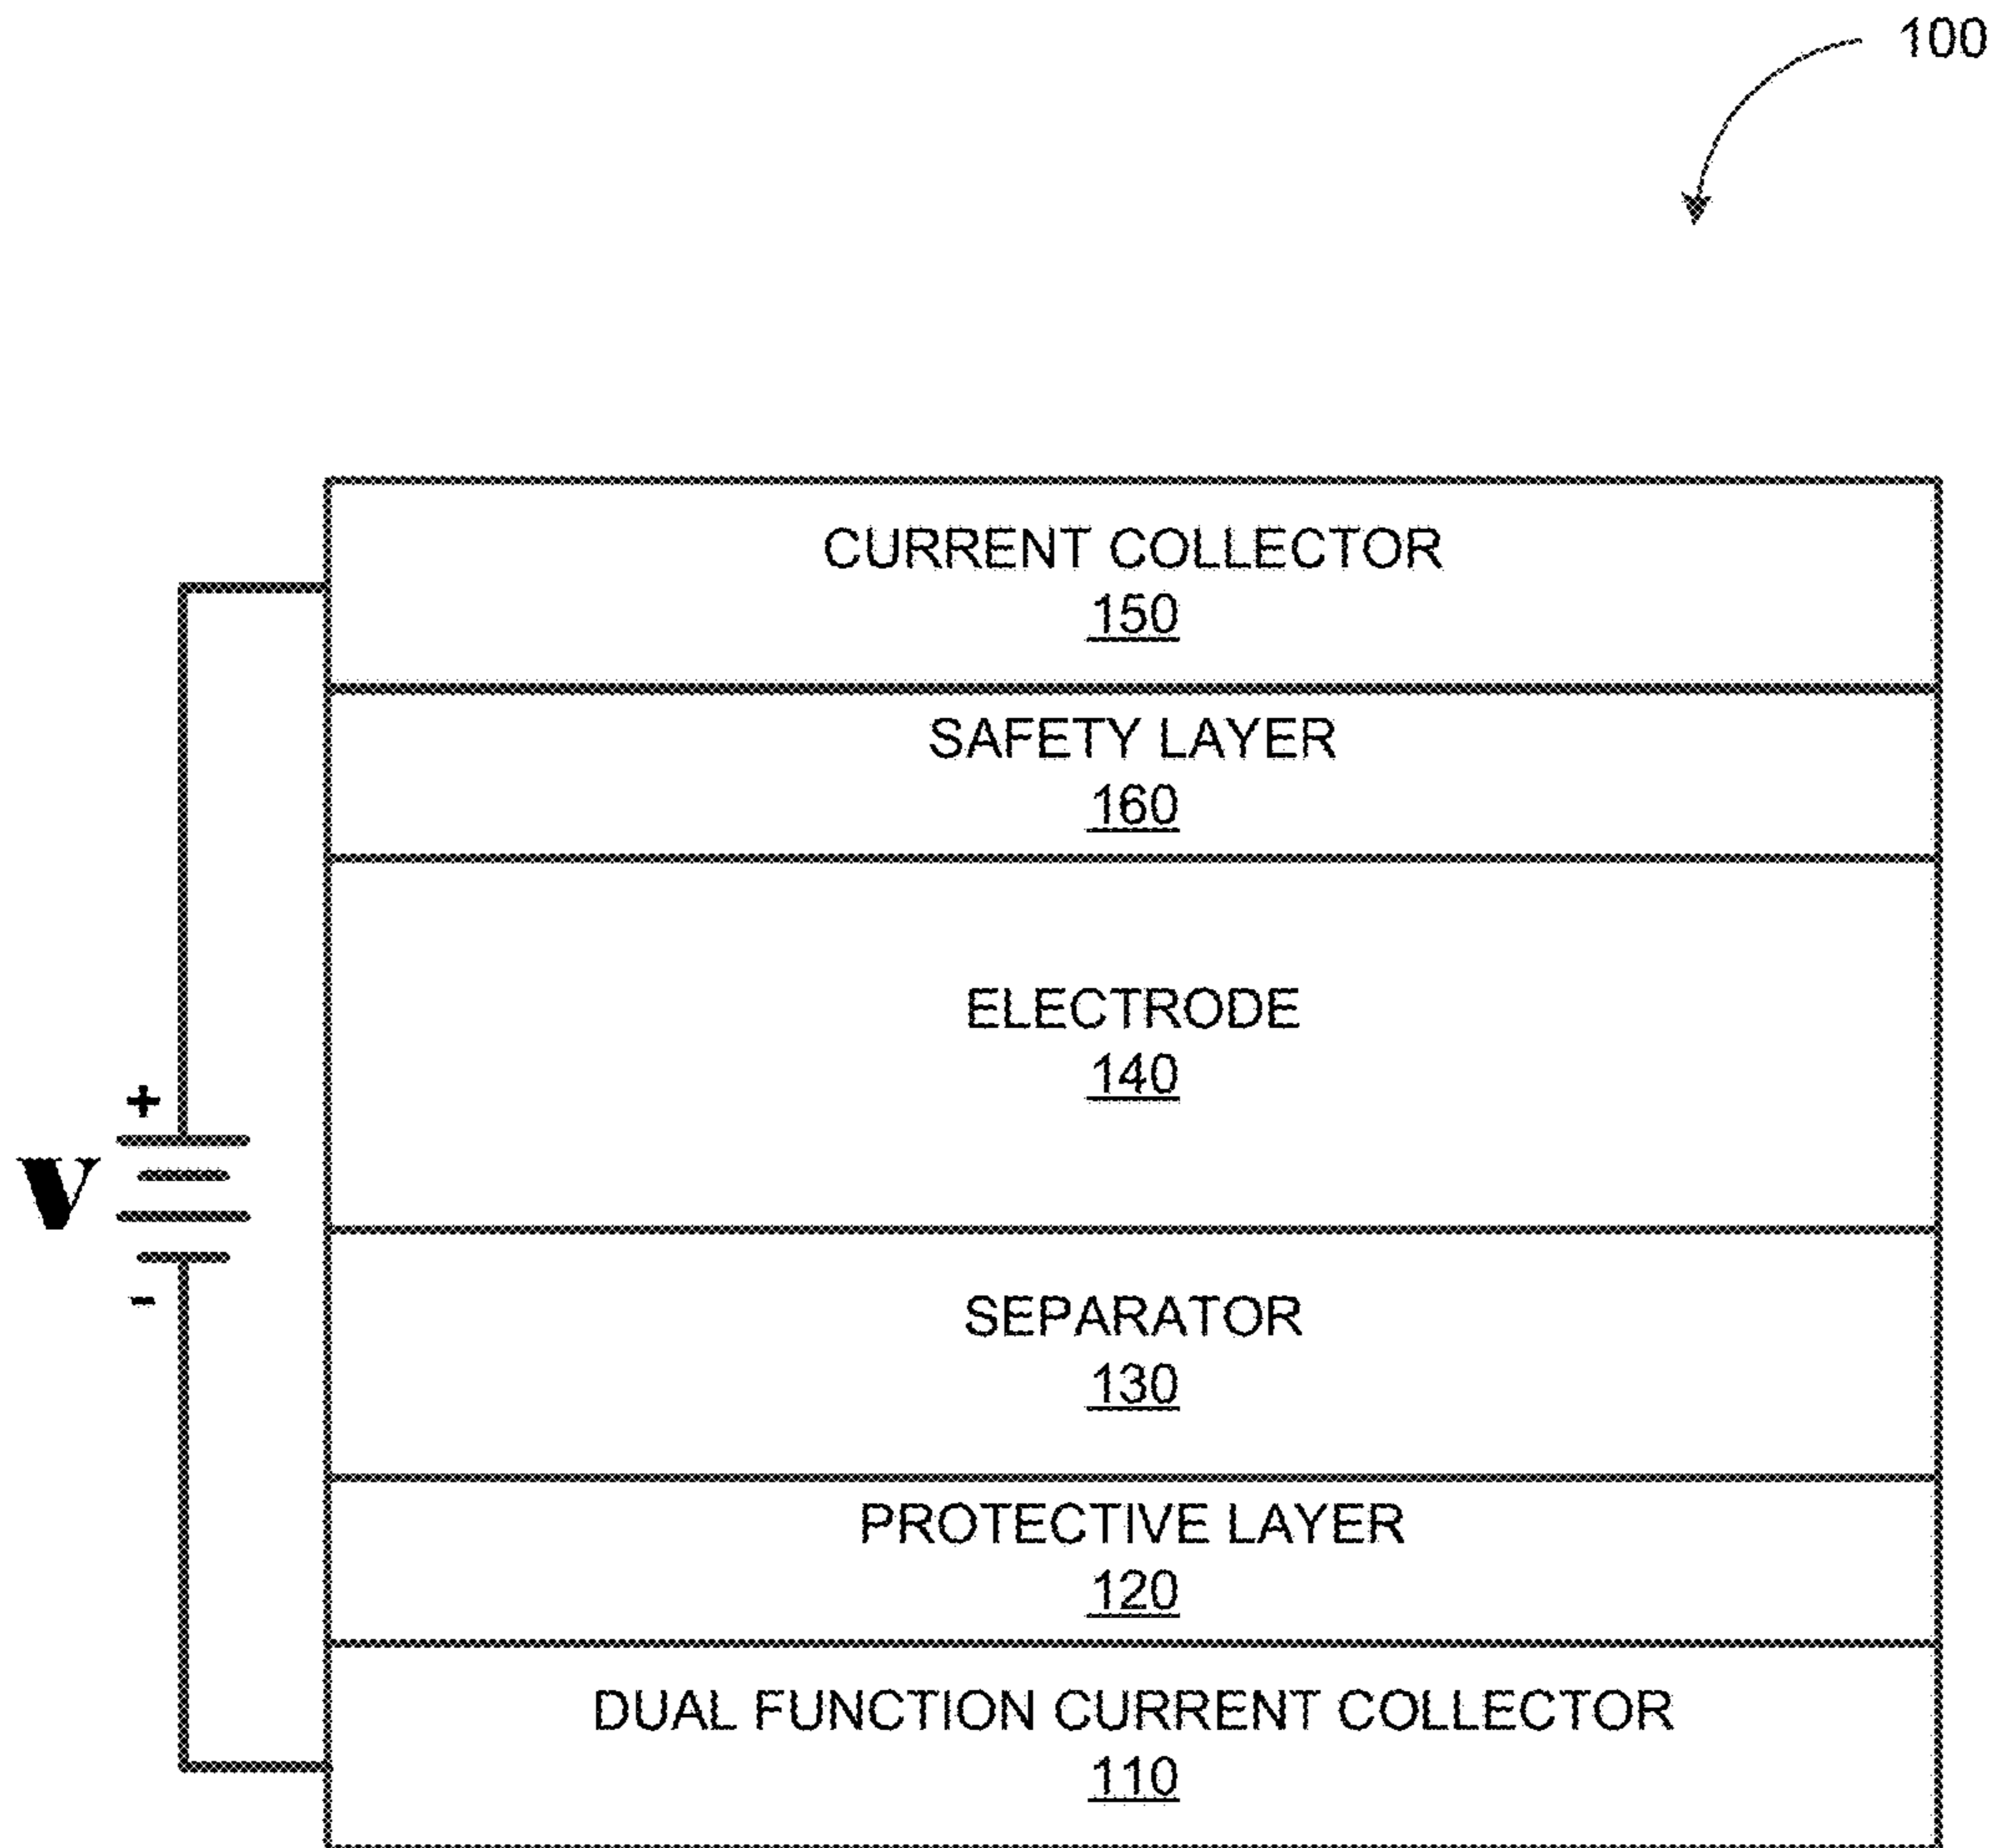 100
CURRENT COLLECTOR
150
SAFETY LAYER
160
ELECTRODE
140
+
V
-
SEPARATOR
130
PROTECTIVE LAYER
120
DUAL FUNCTION CURRENT COLLECTOR
110